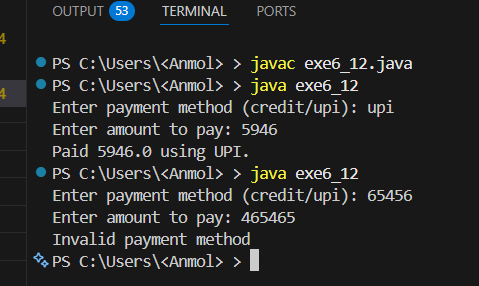 OUTPUT 53 TERMINAL PORTS
PS C:\Users\<Anmol> > javac exe6_12.java
PS C:\Users\<Anmol> > java exe6_12
Enter payment method (credit/upi): upi
Enter amount to pay: 5946
Paid 5946.0 using UPI.
PS C:\Users\<Anmol> > java exe6_12
Enter payment method (credit/upi): 65456
Enter amount to pay: 465465
Invalid payment method
PS C:\Users\<Anmol> >
4
4